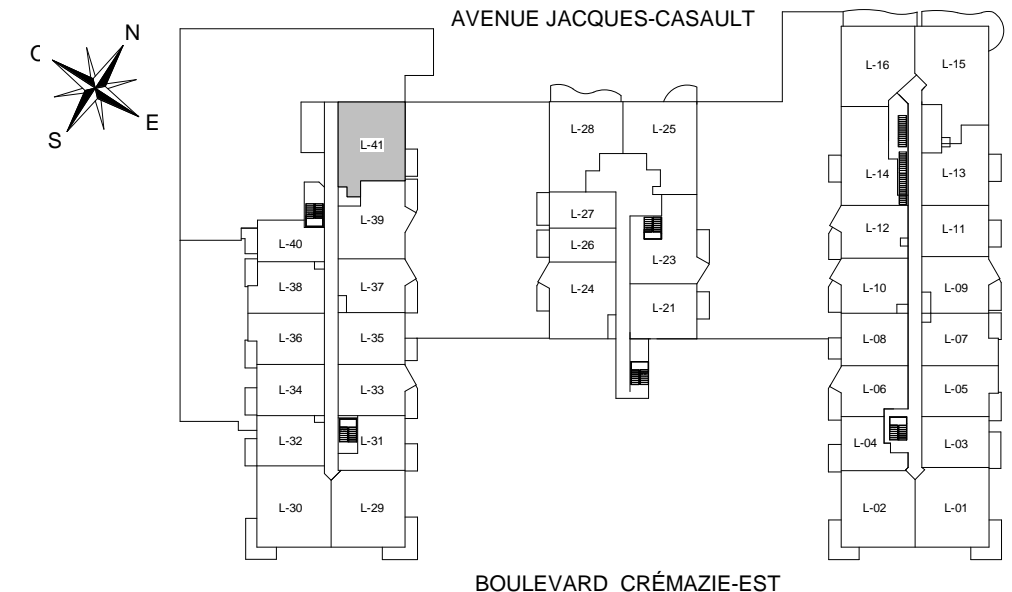 AVENUE JACQUES-CASAULT
N
O
E
S
L-16 L-15
L-41 L-28 L-25
L-14 L-13
L-39 L-27 L-12 L-11
L-40 L-26 L-23
L-38 L-37 L-24 L-10 L-09
L-21
L-36 L-35 L-08 L-07
L-34 L-33 L-06 L-05
L-32 L-31 L-04 L-03
L-30 L-29 L-02 L-01
BOULEVARD CRÉMAZIE-EST